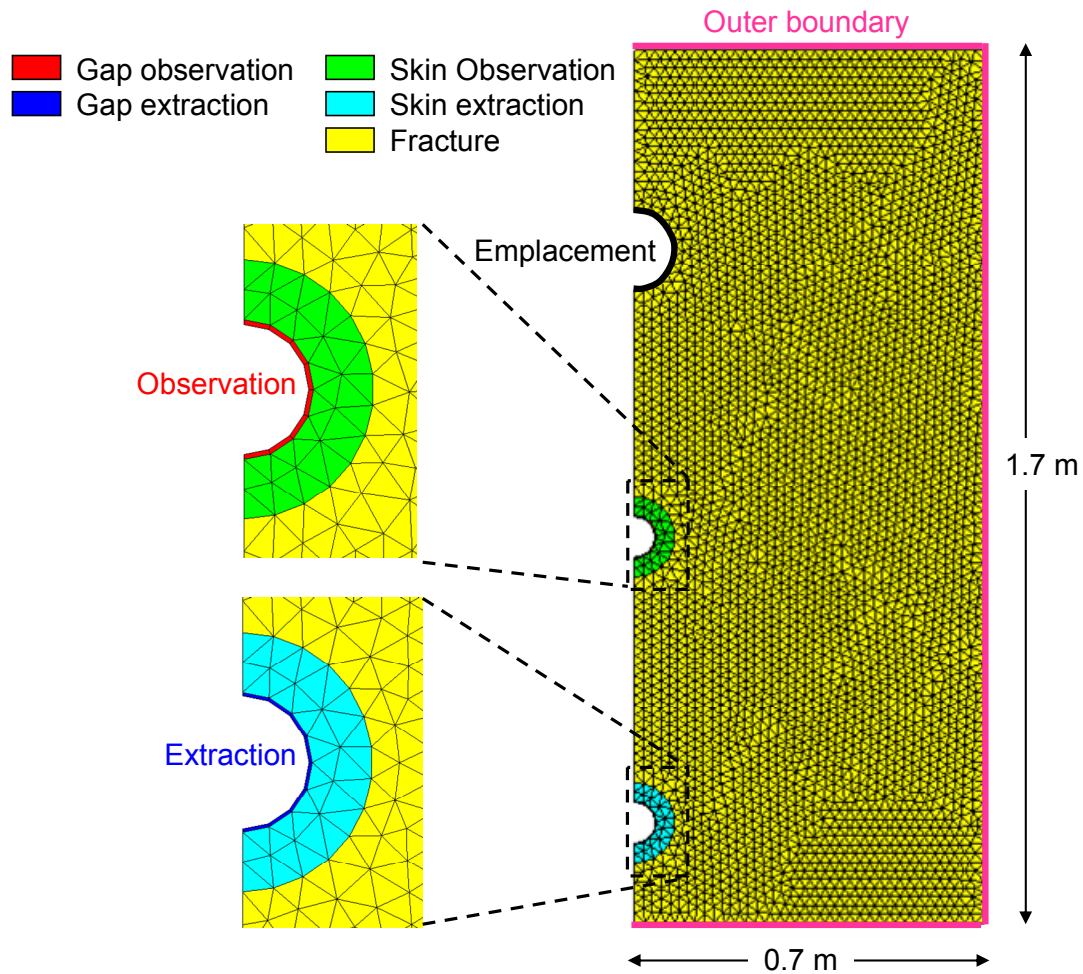 Outer boundary
Gap observation
Skin Observation
Gap extraction
Skin extraction
Fracture
Emplacement
Observation
1.7 m
Extraction
0.7 m